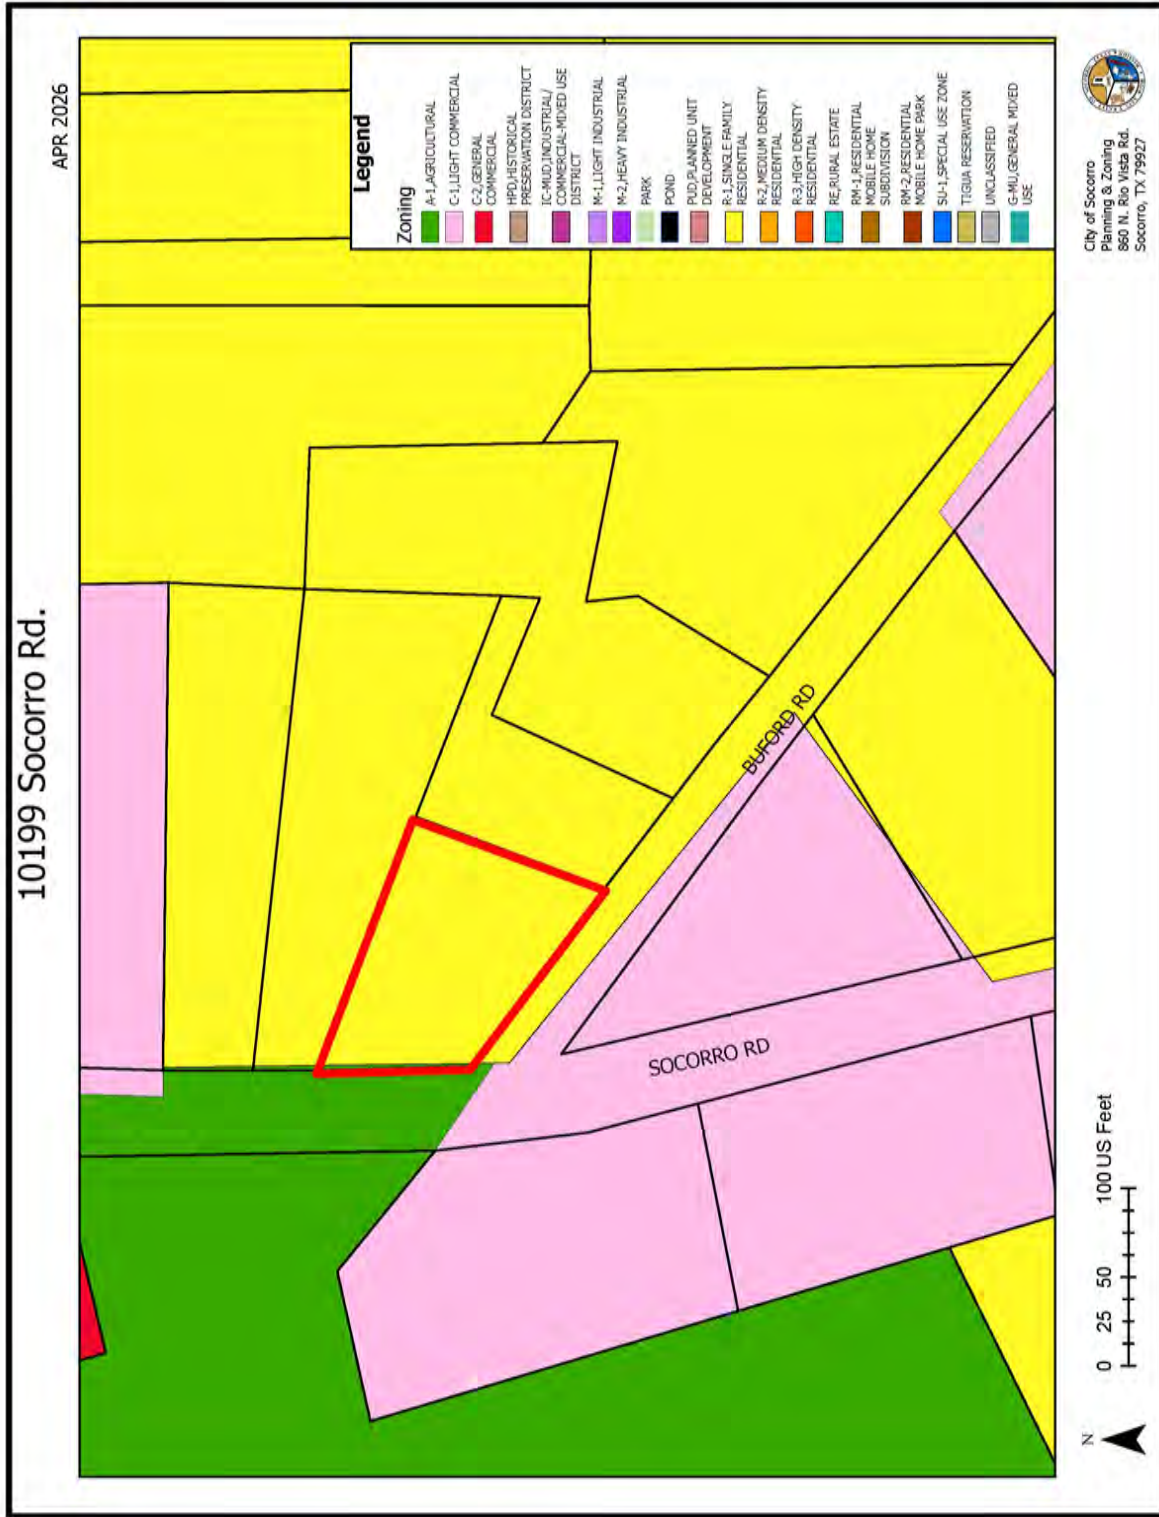 10199 Socorro Rd.
APR 2026
Legend
Zoning
A-1,AGRICULTURAL
C-1,LIGHT COMMERCIAL
C-2,GENERAL
COMMERCIAL
HPD,HISTORICAL
PRESERVATION DISTRICT
IC-MUD,INDUSTRIAL/
COMMERCIAL-MIXED USE
DISTRICT
M-1,LIGHT INDUSTRIAL
M-2,HEAVY INDUSTRIAL
PARK
POND
PUD,PLANNED UNIT
DEVELOPMENT
R-1,SINGLE FAMILY
RESIDENTIAL
R-2,MEDIUM DENSITY
RESIDENTIAL
R-3,HIGH DENSITY
RESIDENTIAL
RE,RURAL ESTATE
RM-1,RESIDENTIAL
MOBILE HOME
SUBDIVISION
RM-2,RESIDENTIAL
MOBILE HOME PARK
SU-1,SPECIAL USE ZONE
TIGUA RESERVATION
UNCLASSIFIED
G-MU,GENERAL MIXED
USE
BUFORD RD
SOCORRO RD
N
0 25 50 100 US Feet
City of Socorro
Planning & Zoning
860 N. Rio Vista Rd.
Socorro, TX 79927